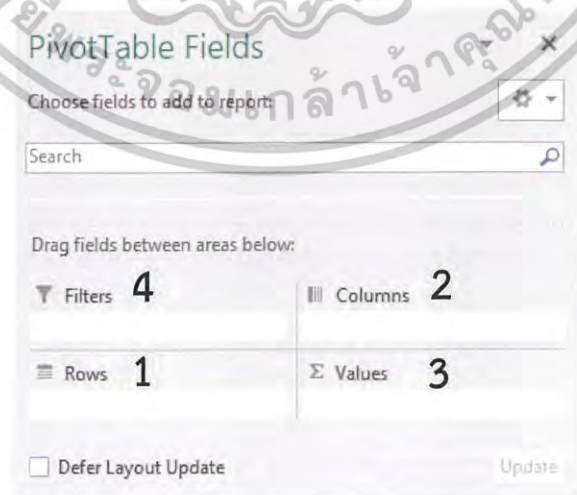 PivotTable Fields
Choose fields to add to report:
Search
Drag fields between areas below:
Filters 4
Columns 2
Rows 1
Σ Values 3
Defer Layout Update
Update